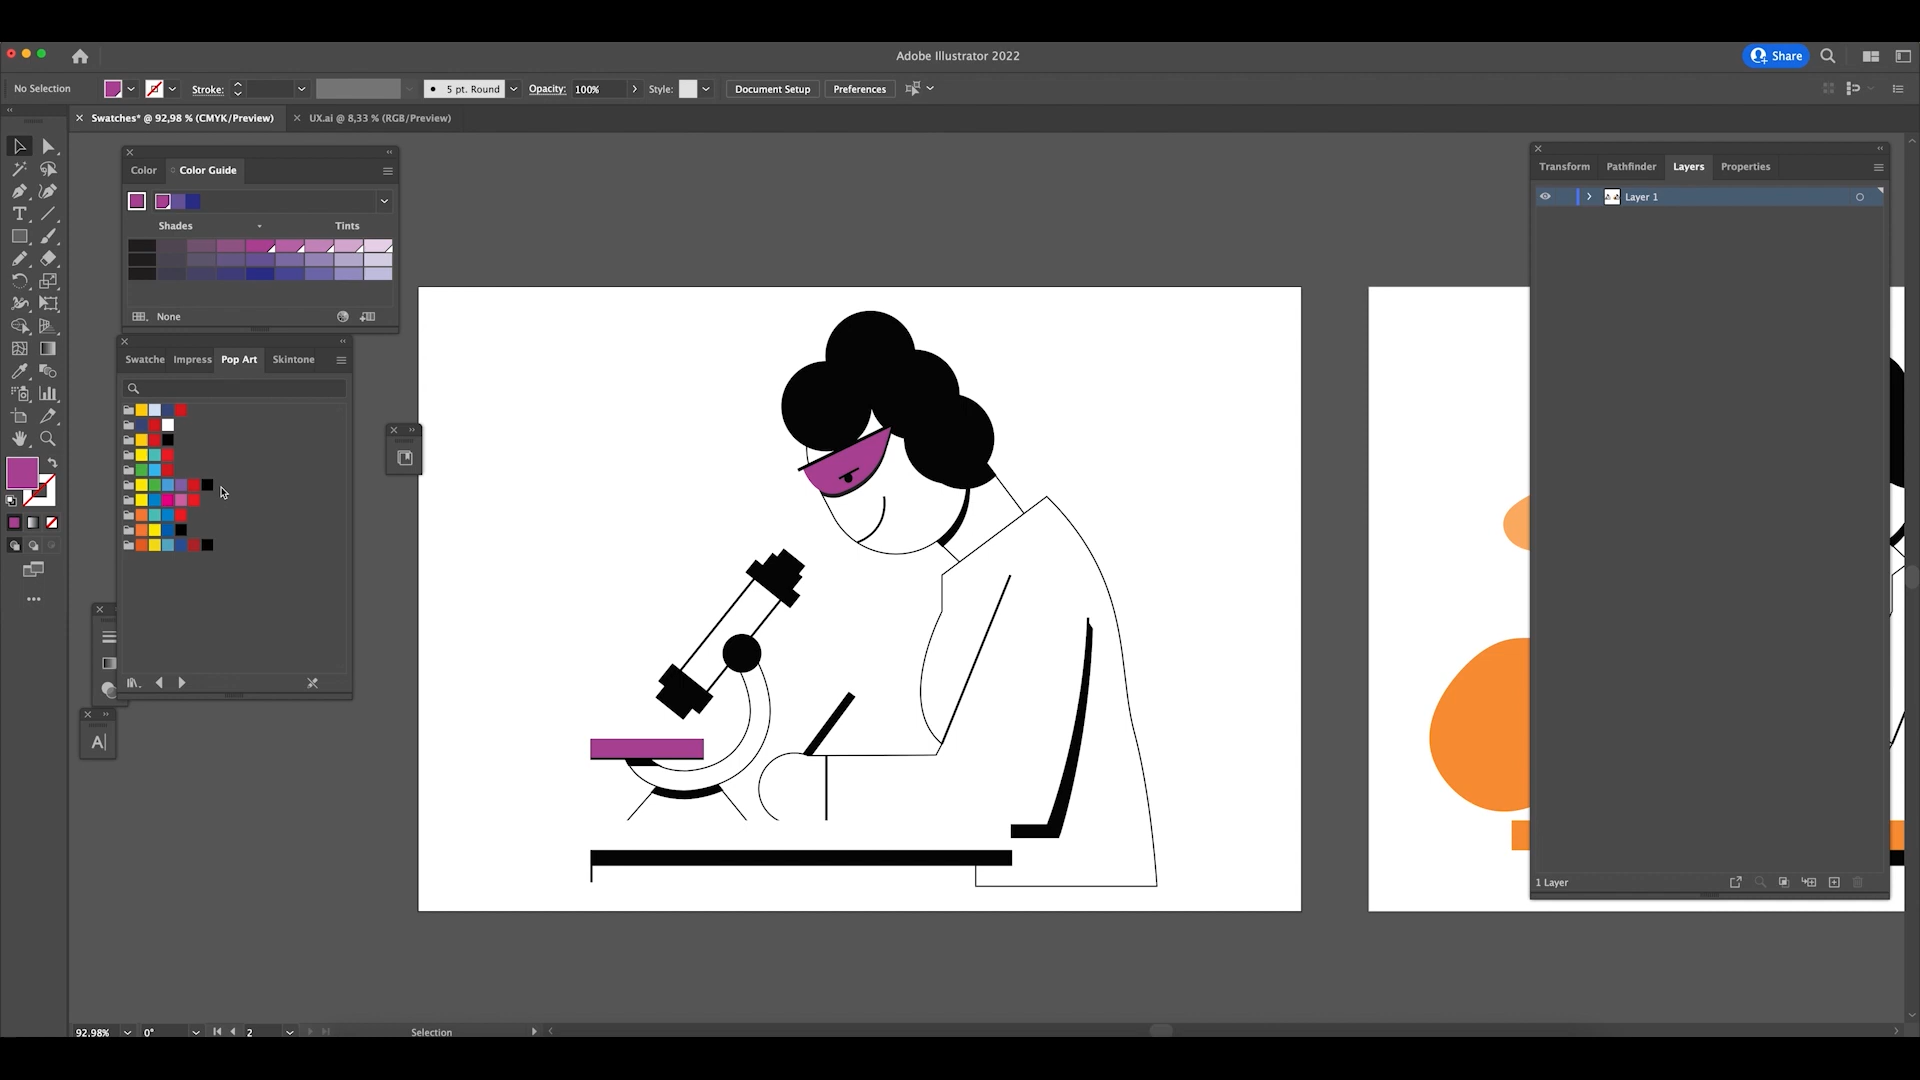 Adobe Illustrator 2022
Share
No Selection
Stroke:
5 pt. Round
Opacity:
100%
Style:
Document Setup
Preferences
Swatches* @ 92,98 % (CMYK/Preview)
UX.ai @ 8,33 % (RGB/Preview)
Color
Color Guide
Shades
Tints
None
Swatche
Impress
Pop Art
Skintone
Transform
Pathfinder
Layers
Properties
Layer 1
1 Layer
92.98%
0°
2
Selection